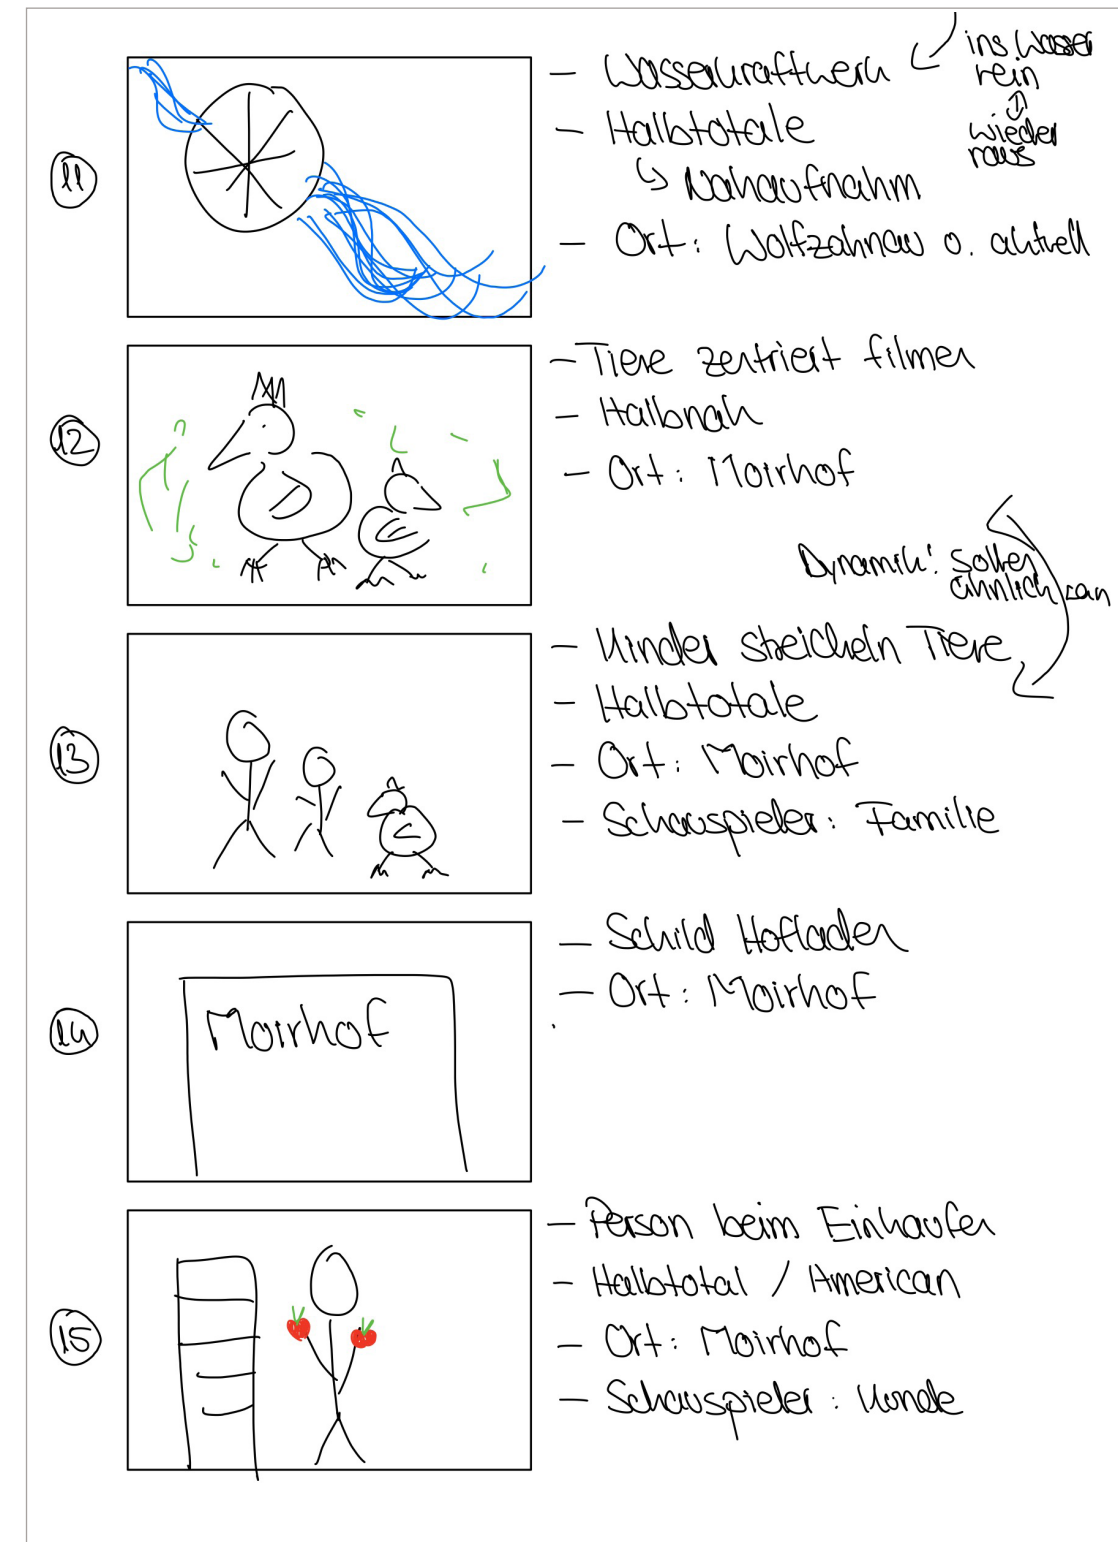 11
- Wasserkraftwerk
ins Wasser
rein
wieder
raus
- Halbtotale
↳ Nahaufnahm
- Ort: Wolfzahnau o. aktuell
12
- Tiere zentriert filmen
- Halbnah
- Ort: Moirhof
Dynamik! sollen
ähnlich san
13
- Kinder streicheln Tiere
- Halbtotale
- Ort: Moirhof
- Schauspieler: Familie
14
Moirhof
- Schild Hofladen
- Ort: Moirhof
15
- Person beim Einkaufen
- Halbtotal / American
- Ort: Moirhof
- Schauspieler: Kunde